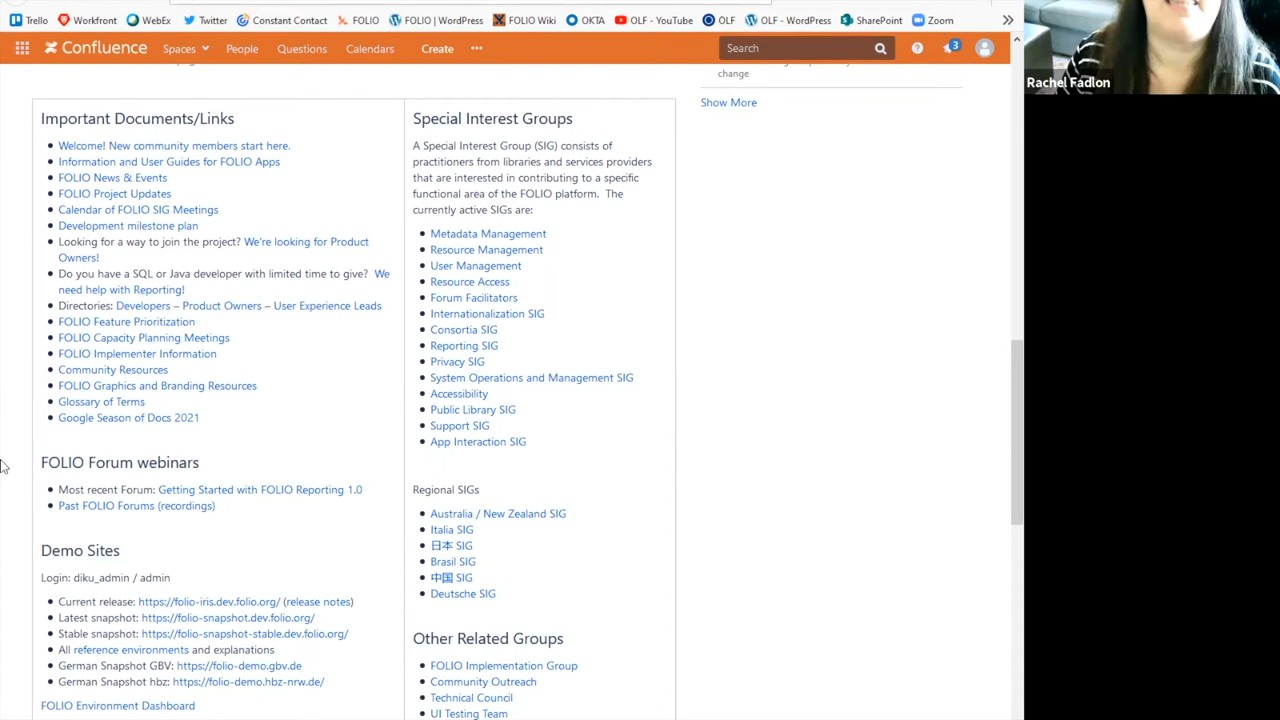 Trello Workfront WebEx Twitter Constant Contact FOLIO FOLIO | WordPress FOLIO Wiki OKTA OLF - YouTube OLF OLF - WordPress SharePoint Zoom
Confluence Spaces People Questions Calendars Create Search 3
change
Show More
Rachel Fadlon
Important Documents/Links
Welcome! New community members start here.
Information and User Guides for FOLIO Apps
FOLIO News & Events
FOLIO Project Updates
Calendar of FOLIO SIG Meetings
Development milestone plan
Looking for a way to join the project? We're looking for Product
Owners!
Do you have a SQL or Java developer with limited time to give? We
need help with Reporting!
Directories: Developers – Product Owners – User Experience Leads
FOLIO Feature Prioritization
FOLIO Capacity Planning Meetings
FOLIO Implementer Information
Community Resources
FOLIO Graphics and Branding Resources
Glossary of Terms
Google Season of Docs 2021
FOLIO Forum webinars
Most recent Forum: Getting Started with FOLIO Reporting 1.0
Past FOLIO Forums (recordings)
Demo Sites
Login: diku_admin / admin
Current release: https://folio-iris.dev.folio.org/ (release notes)
Latest snapshot: https://folio-snapshot.dev.folio.org/
Stable snapshot: https://folio-snapshot-stable.dev.folio.org/
All reference environments and explanations
German Snapshot GBV: https://folio-demo.gbv.de
German Snapshot hbz: https://folio-demo.hbz-nrw.de/
FOLIO Environment Dashboard
Special Interest Groups
A Special Interest Group (SIG) consists of
practitioners from libraries and services providers
that are interested in contributing to a specific
functional area of the FOLIO platform. The
currently active SIGs are:
Metadata Management
Resource Management
User Management
Resource Access
Forum Facilitators
Internationalization SIG
Consortia SIG
Reporting SIG
Privacy SIG
System Operations and Management SIG
Accessibility
Public Library SIG
Support SIG
App Interaction SIG
Regional SIGs
Australia / New Zealand SIG
Italia SIG
日本 SIG
Brasil SIG
中国 SIG
Deutsche SIG
Other Related Groups
FOLIO Implementation Group
Community Outreach
Technical Council
UI Testing Team